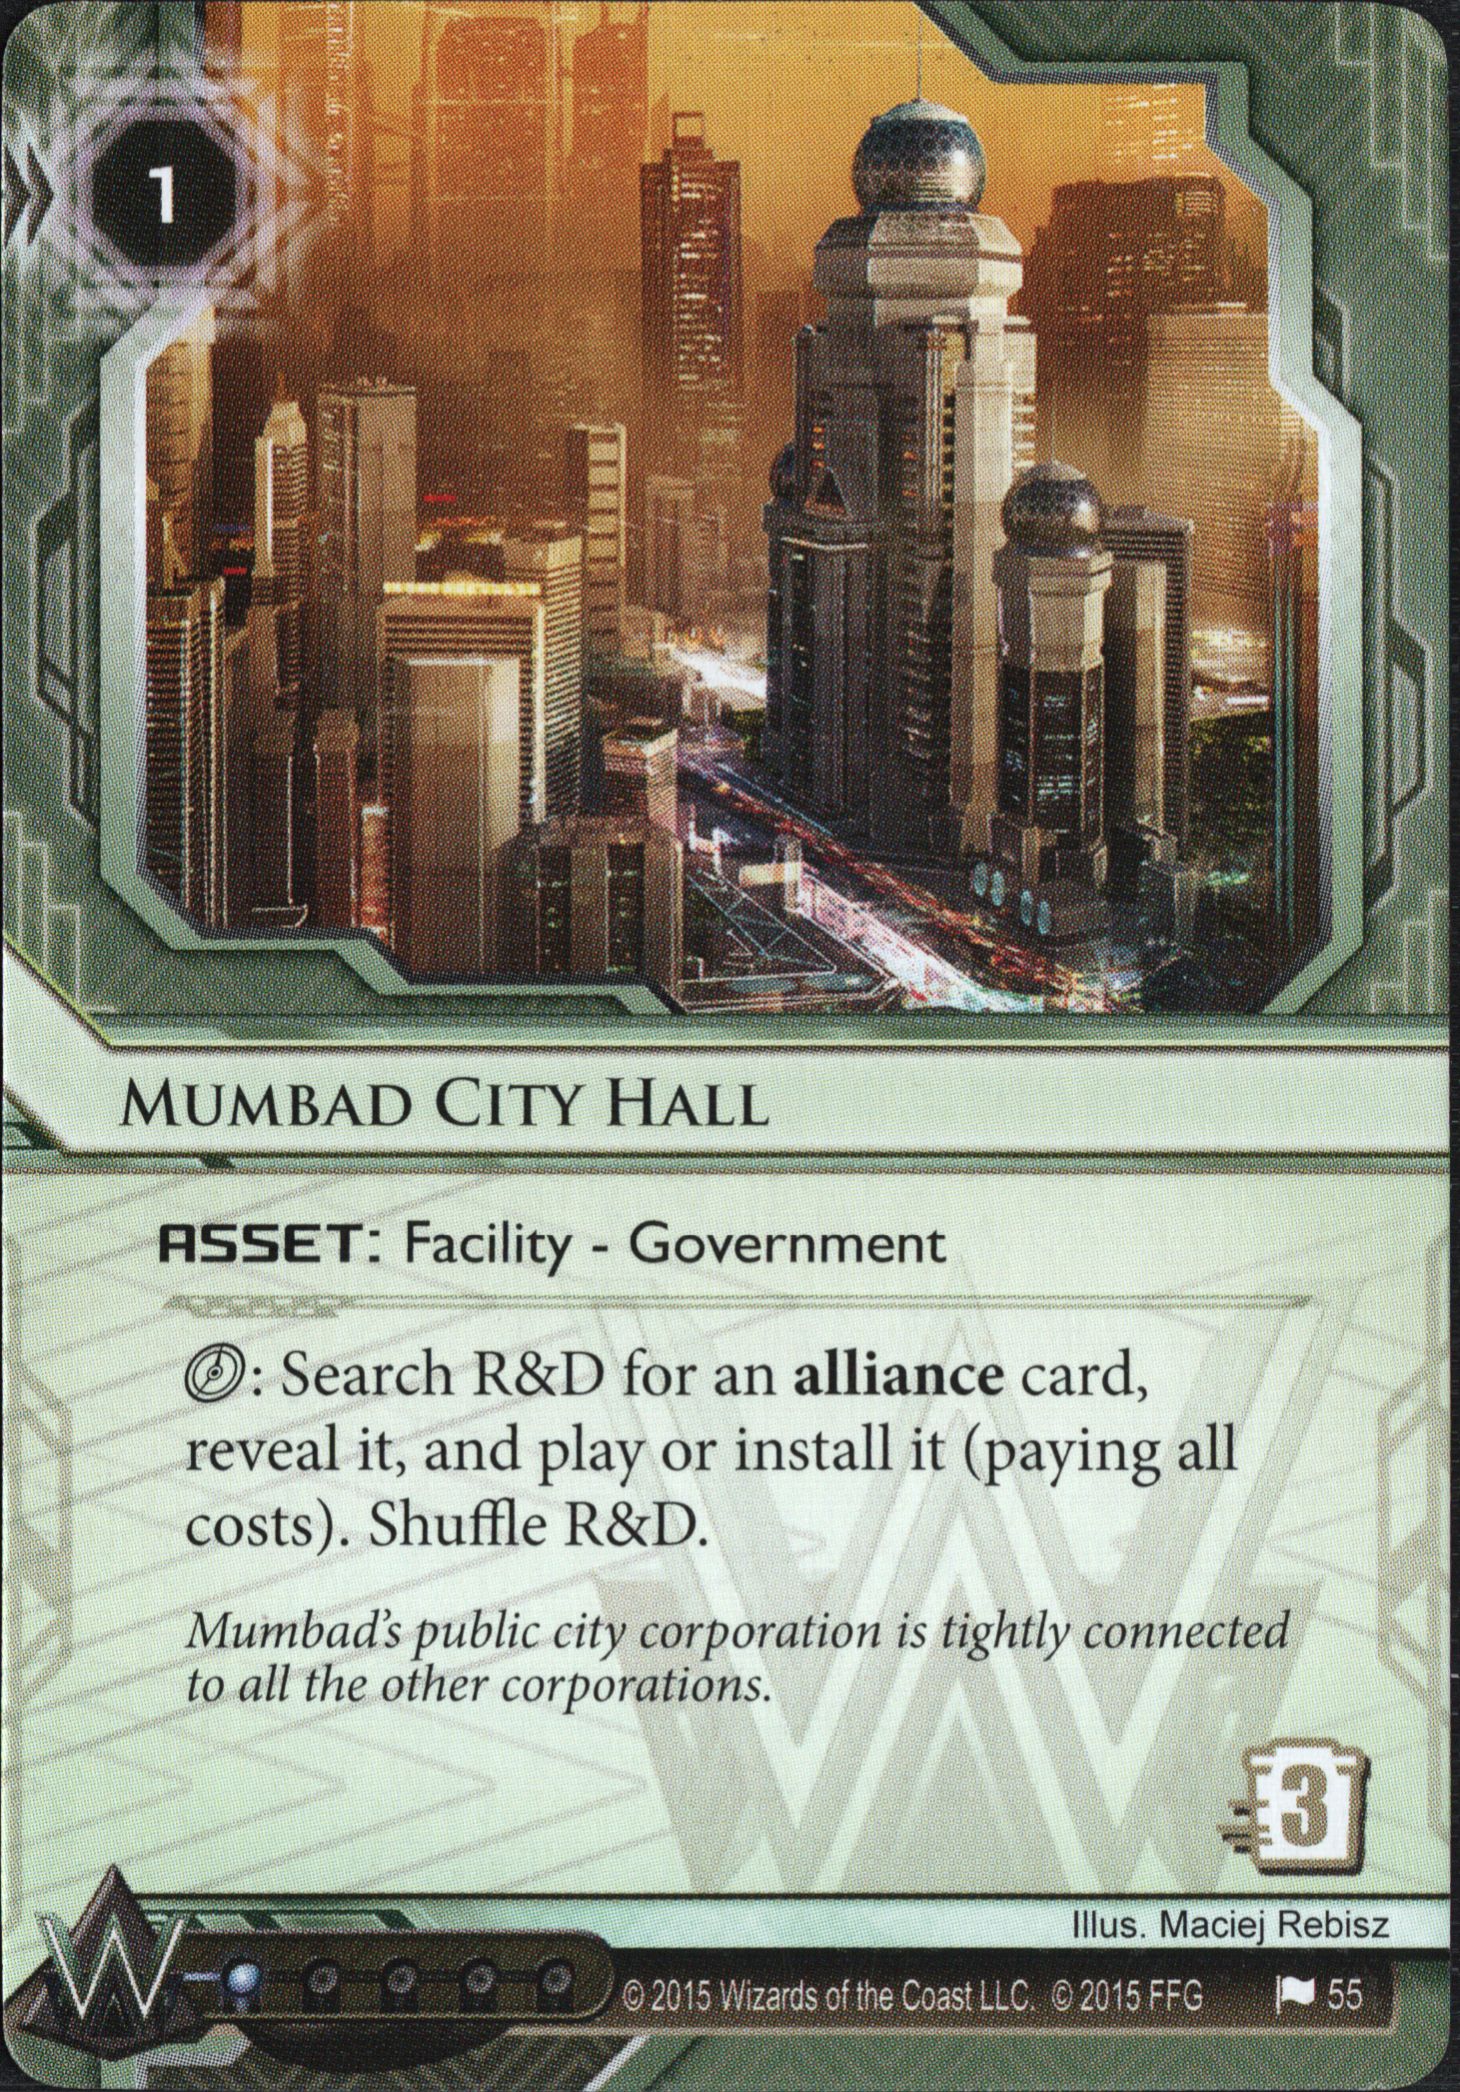 1
MUMBAD CITY HALL
ASSET: Facility - Government
: Search R&D for an alliance card,
reveal it, and play or install it (paying all
costs). Shuffle R&D.
Mumbad's public city corporation is tightly connected
to all the other corporations.
3
Illus. Maciej Rebisz
W
© 2015 Wizards of the Coast LLC. © 2015 FFG 55